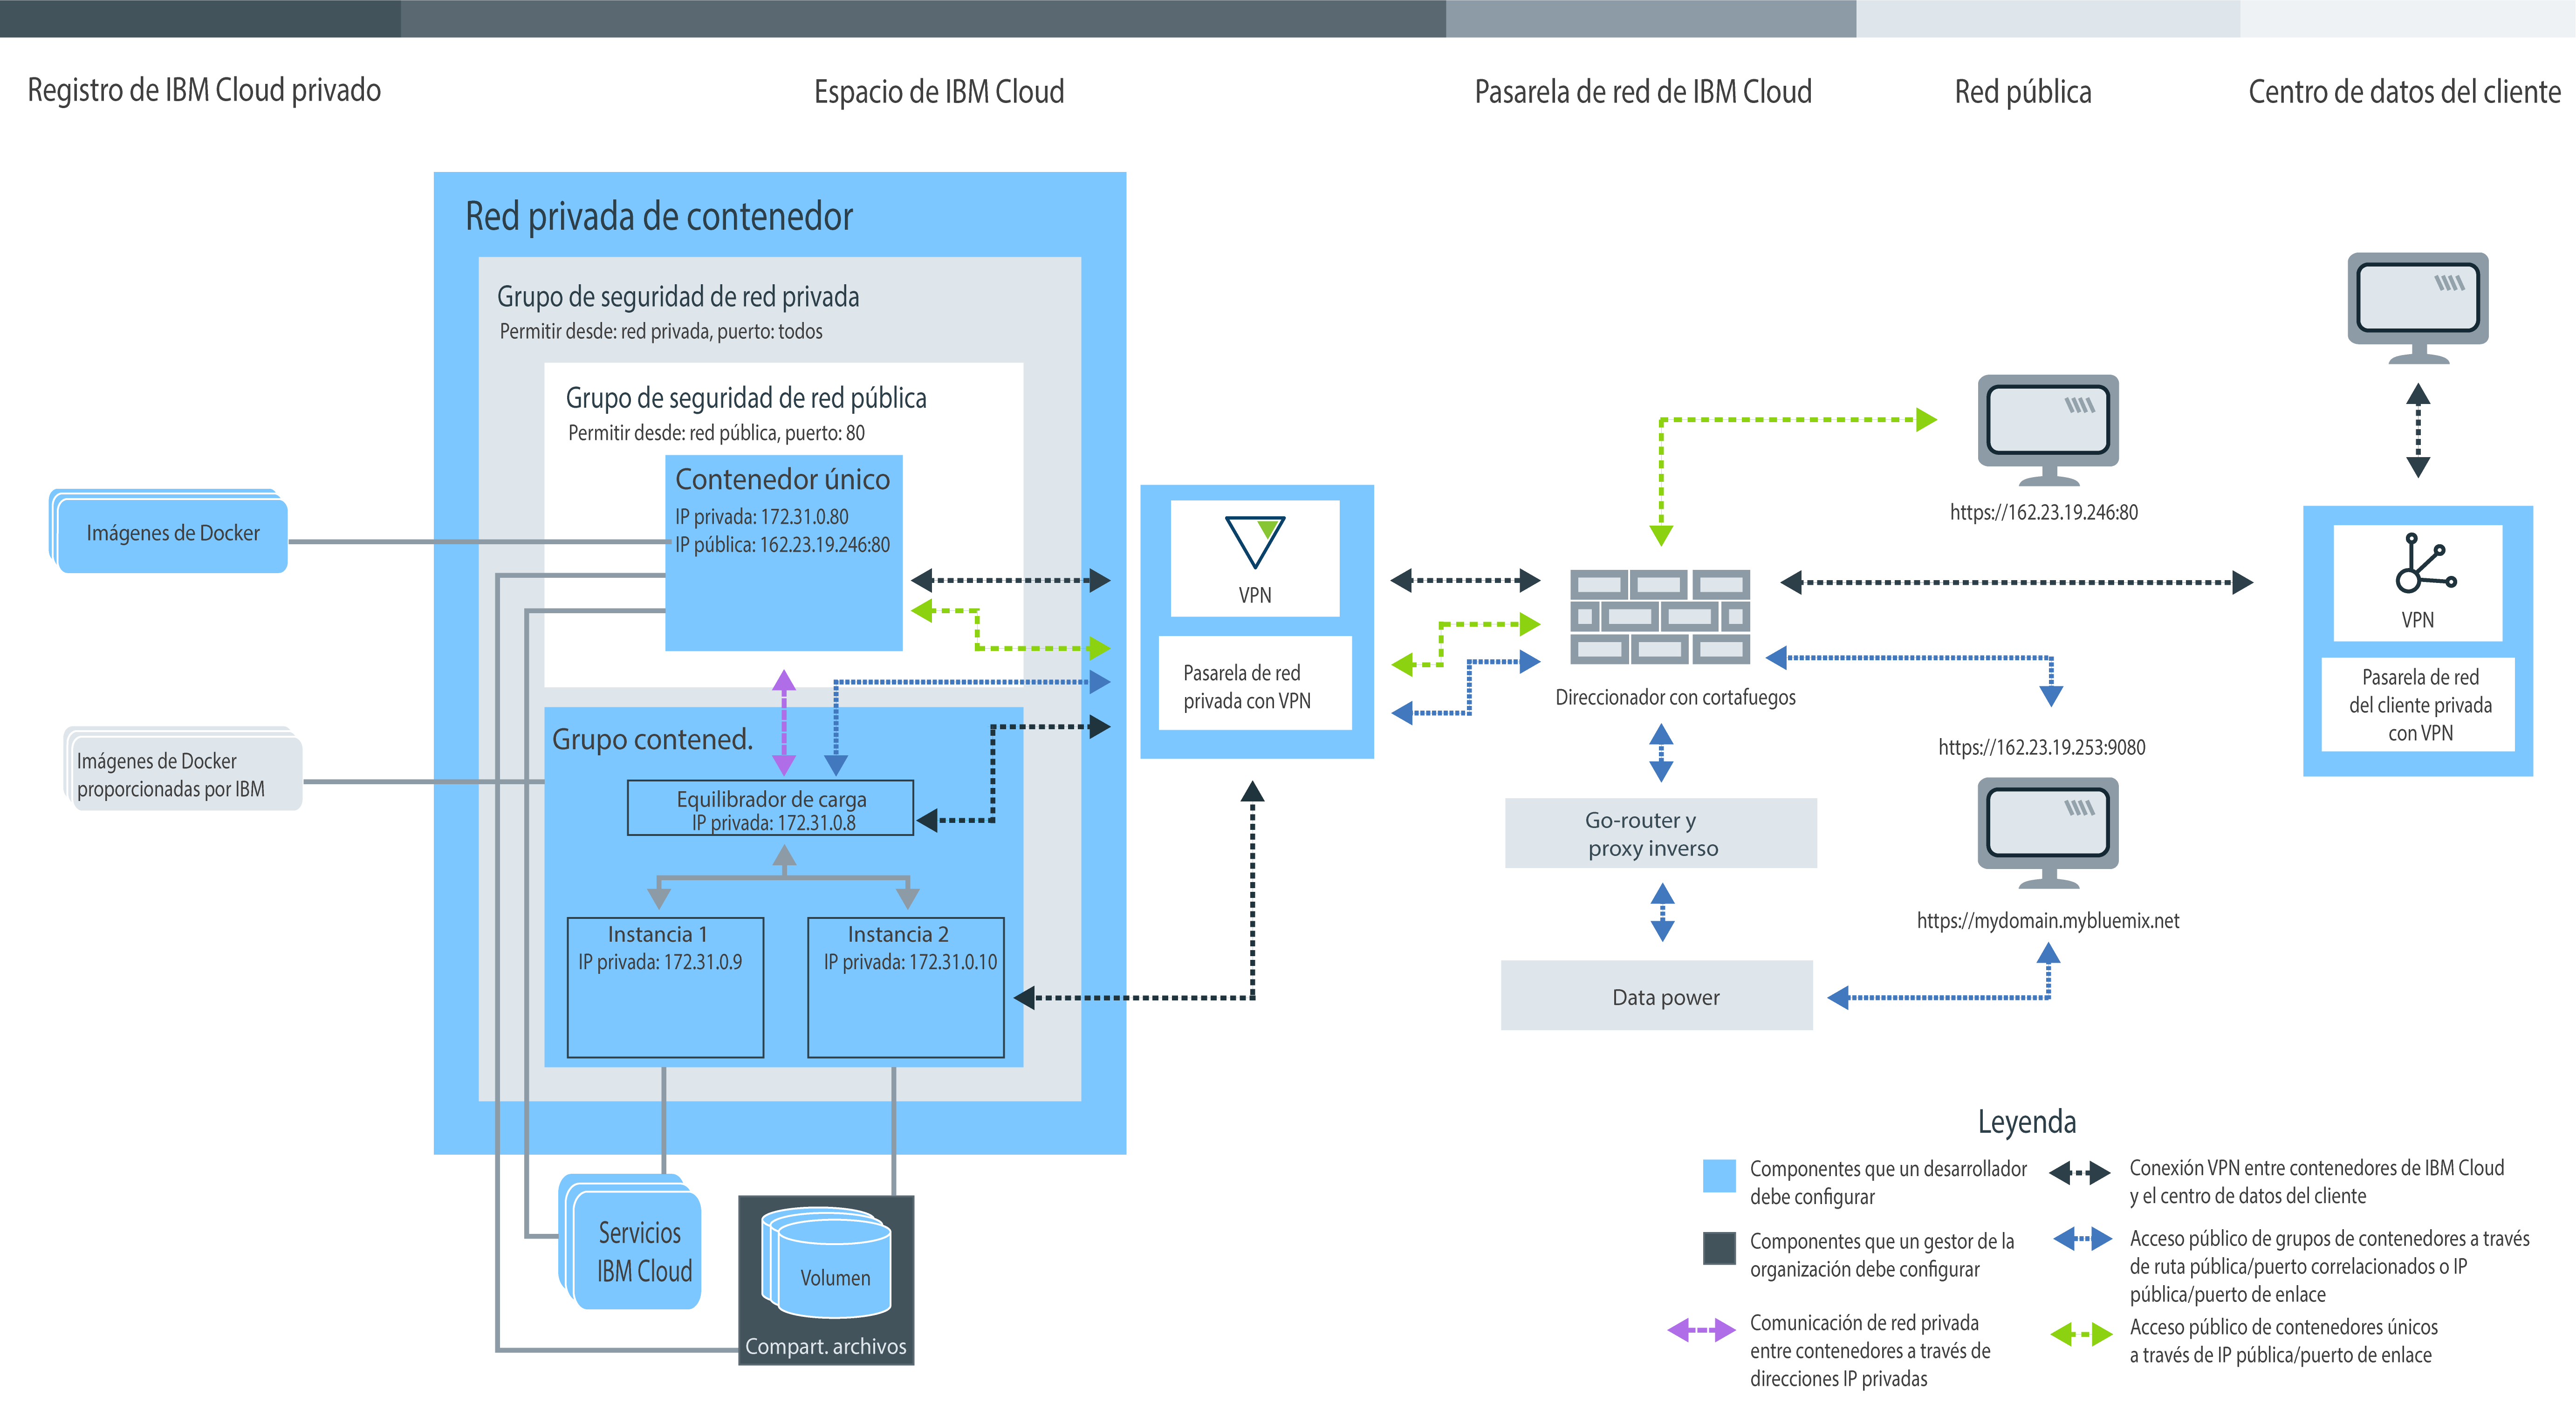 Registro de IBM Cloud privado
Espacio de IBM Cloud
Pasarela de red de IBM Cloud
Red pública
Centro de datos del cliente
Red privada de contenedor
Grupo de seguridad de red privada
Permitir desde: red privada, puerto: todos
Grupo de seguridad de red pública
Permitir desde: red pública, puerto: 80
Contenedor único
IP privada: 172.31.0.80
IP pública: 162.23.19.246:80
Imágenes de Docker
Imágenes de Docker
proporcionadas por IBM
Grupo contened.
Equilibrador de carga
IP privada: 172.31.0.8
Instancia 1
IP privada: 172.31.0.9
Instancia 2
IP privada: 172.31.0.10
Servicios
IBM Cloud
Volumen
Compart. archivos
VPN
Pasarela de red
privada con VPN
Direccionador con cortafuegos
Go-router y
proxy inverso
Data power
https://162.23.19.246:80
https://162.23.19.253:9080
https://mydomain.mybluemix.net
VPN
Pasarela de red
del cliente privada
con VPN
Leyenda
Componentes que un desarrollador
debe configurar
Componentes que un gestor de la
organización debe configurar
Comunicación de red privada
entre contenedores a través de
direcciones IP privadas
Conexión VPN entre contenedores de IBM Cloud
y el centro de datos del cliente
Acceso público de grupos de contenedores a través
de ruta pública/puerto correlacionados o IP
pública/puerto de enlace
Acceso público de contenedores únicos
a través de IP pública/puerto de enlace